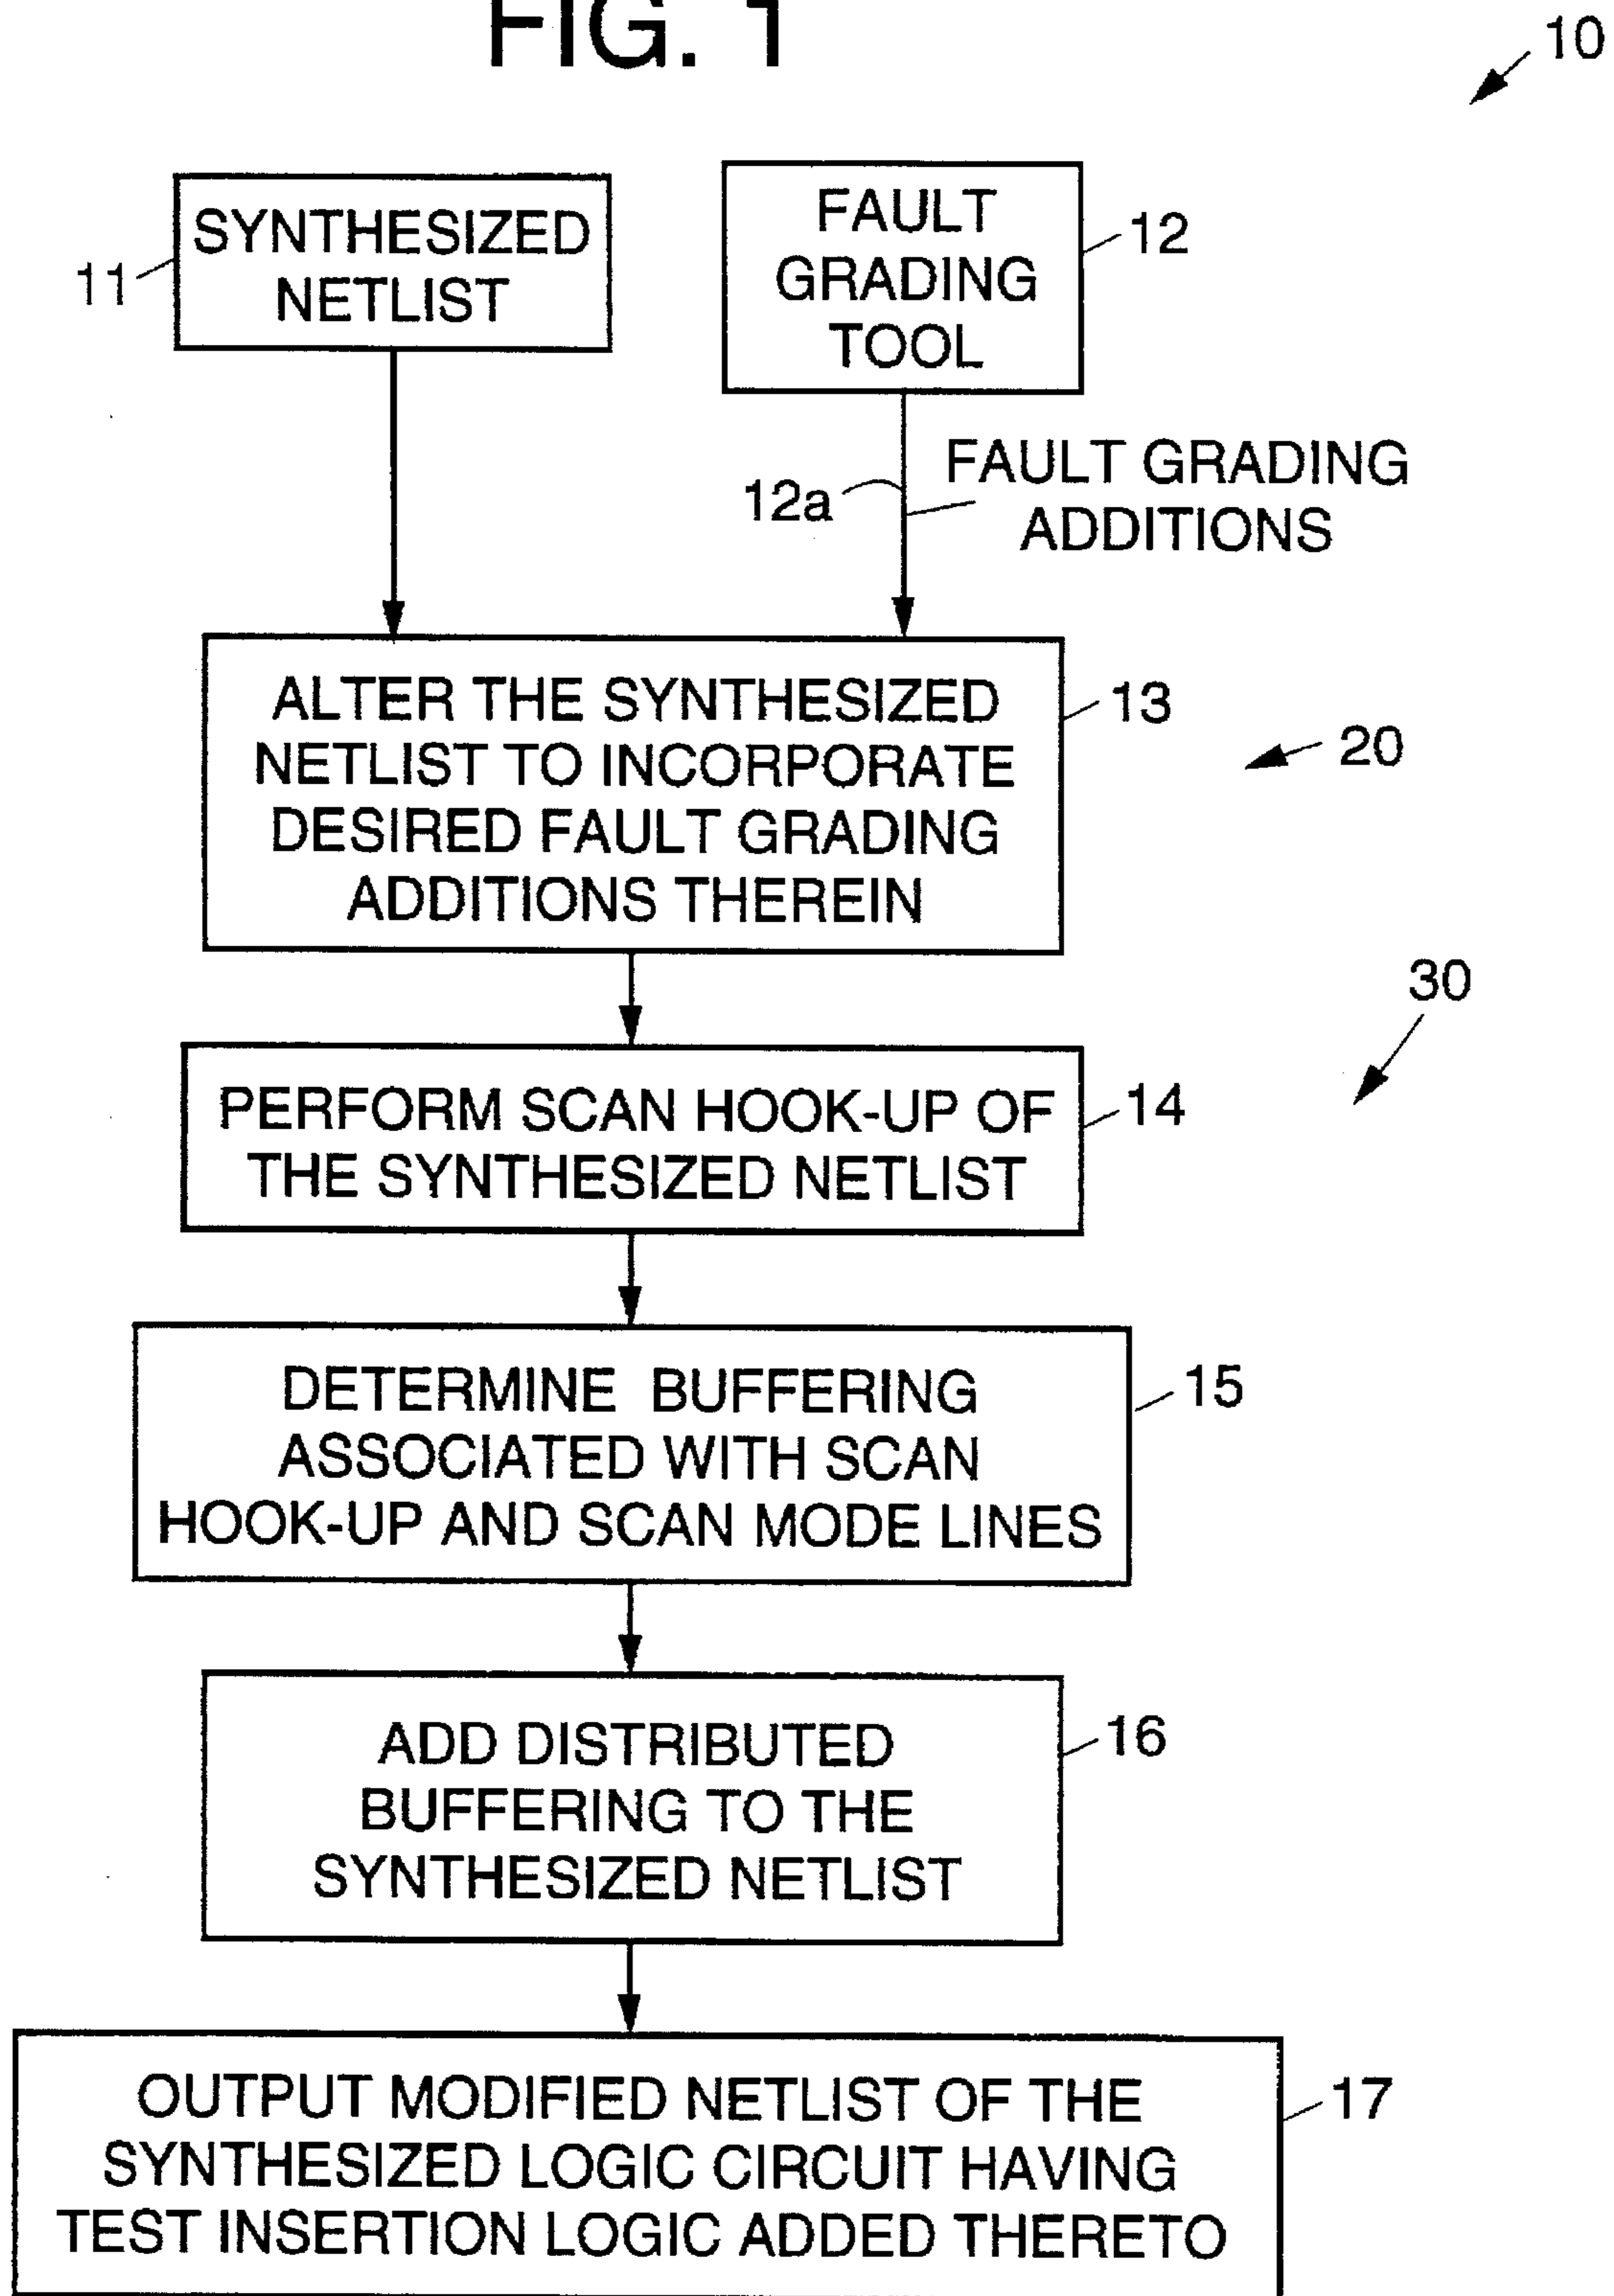 FIG. 1
10
SYNTHESIZED
NETLIST
11
FAULT
GRADING
TOOL
12
12a
FAULT GRADING
ADDITIONS
ALTER THE SYNTHESIZED
NETLIST TO INCORPORATE
DESIRED FAULT GRADING
ADDITIONS THEREIN
13
20
30
PERFORM SCAN HOOK-UP OF
THE SYNTHESIZED NETLIST
14
DETERMINE BUFFERING
ASSOCIATED WITH SCAN
HOOK-UP AND SCAN MODE LINES
15
ADD DISTRIBUTED
BUFFERING TO THE
SYNTHESIZED NETLIST
16
OUTPUT MODIFIED NETLIST OF THE
SYNTHESIZED LOGIC CIRCUIT HAVING
TEST INSERTION LOGIC ADDED THERETO
17